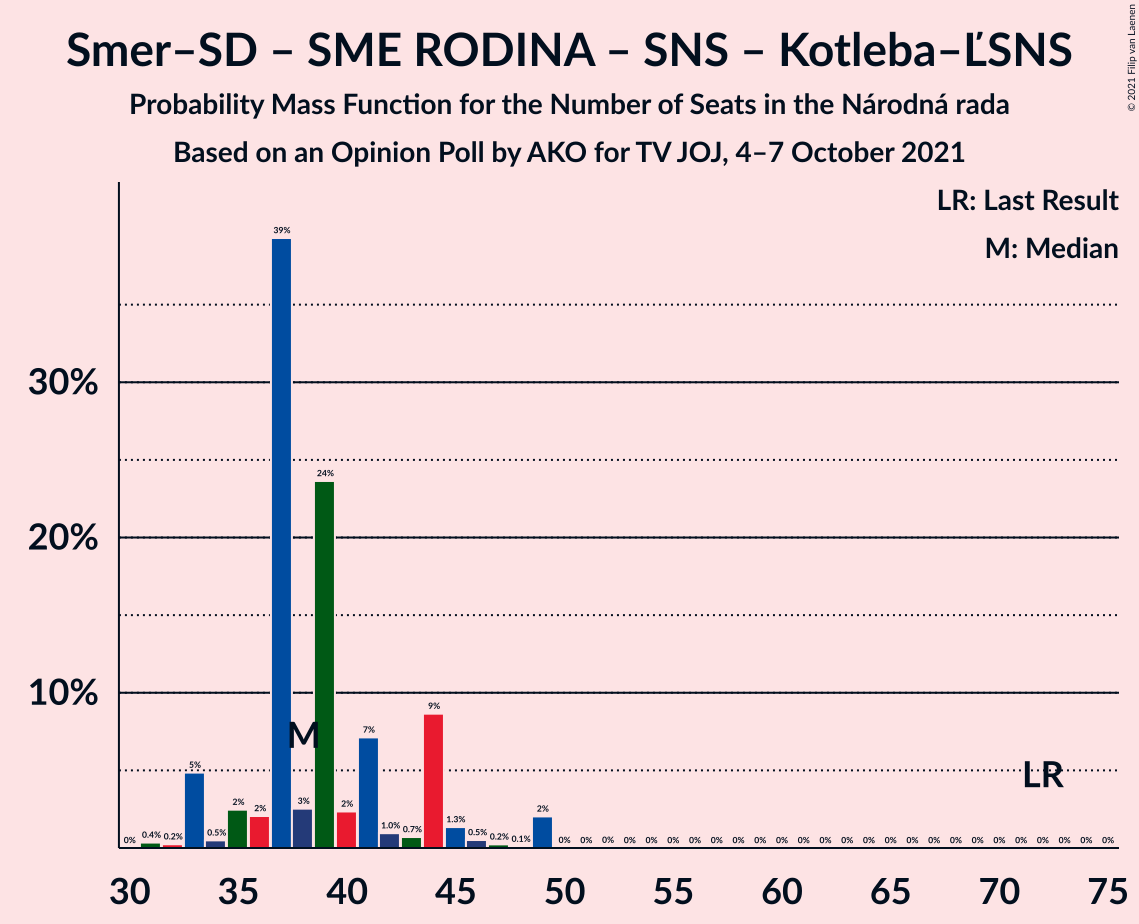 Smer–SD – SME RODINA – SNS – Kotleba–ĽSNS
Probability Mass Function for the Number of Seats in the Národná rada
Based on an Opinion Poll by AKO for TV JOJ, 4–7 October 2021
© 2021 Filip van Laenen
LR: Last Result
M: Median
30%
20%
10%
0% 0.4% 0.2% 5% 0.5% 2% 2% 39% 3% 24% 2% 7% 1.0% 0.7% 9% 1.3% 0.5% 0.2% 0.1% 2% 0% 0% 0% 0% 0% 0% 0% 0% 0% 0% 0% 0% 0% 0% 0% 0% 0% 0% 0% 0% 0% 0% 0% 0% 0% 0%
M
LR
30 35 40 45 50 55 60 65 70 75